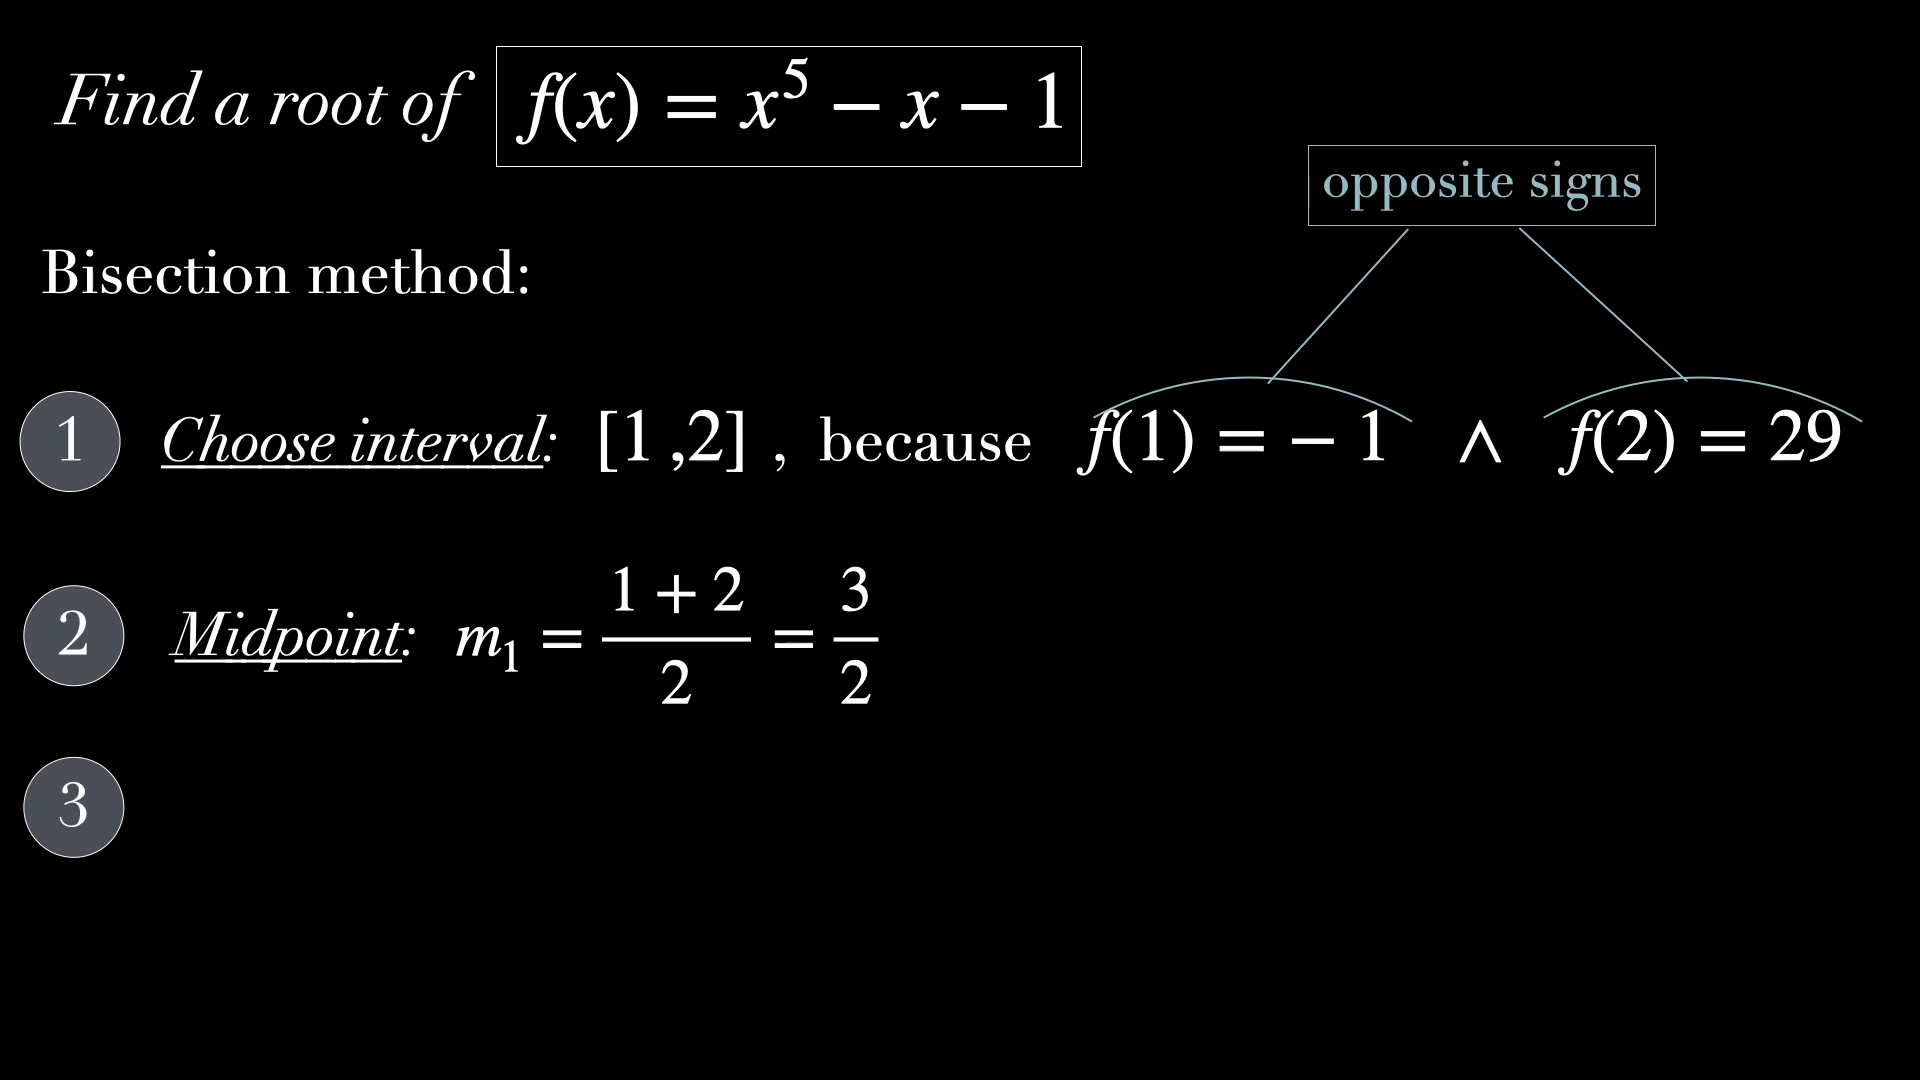 Find a root of f(x) = x⁵ − x − 1
opposite signs
Bisection method:
1 Choose interval: [1 ,2] , because f(1) = − 1 ∧ f(2) = 29
2 Midpoint: m₁ = (1 + 2)/2 = 3/2
3